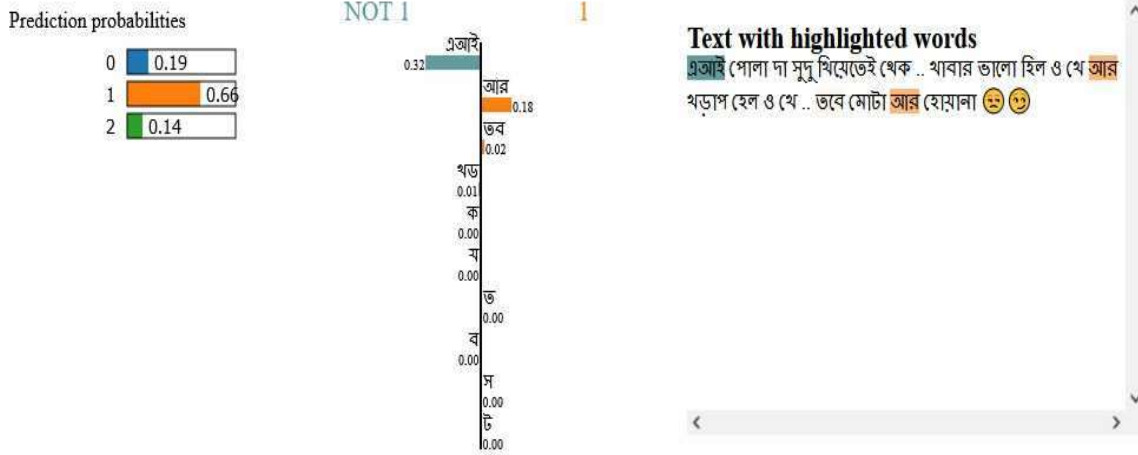 Prediction probabilities
0 0.19
1 0.66
2 0.14
NOT 1 1
এআই
0.32
আর
0.18
তব
0.02
খড
0.01
ক
0.00
য
0.00
ত
0.00
ব
0.00
স
0.00
ট
0.00
Text with highlighted words
এআই পোলা দা সুদু খিয়েতেই থেক .. খাবার ভালো হিল ও খে আর
খড়াপ হেল ও খে .. তবে মোটা আর হোয়ানা 😒😏